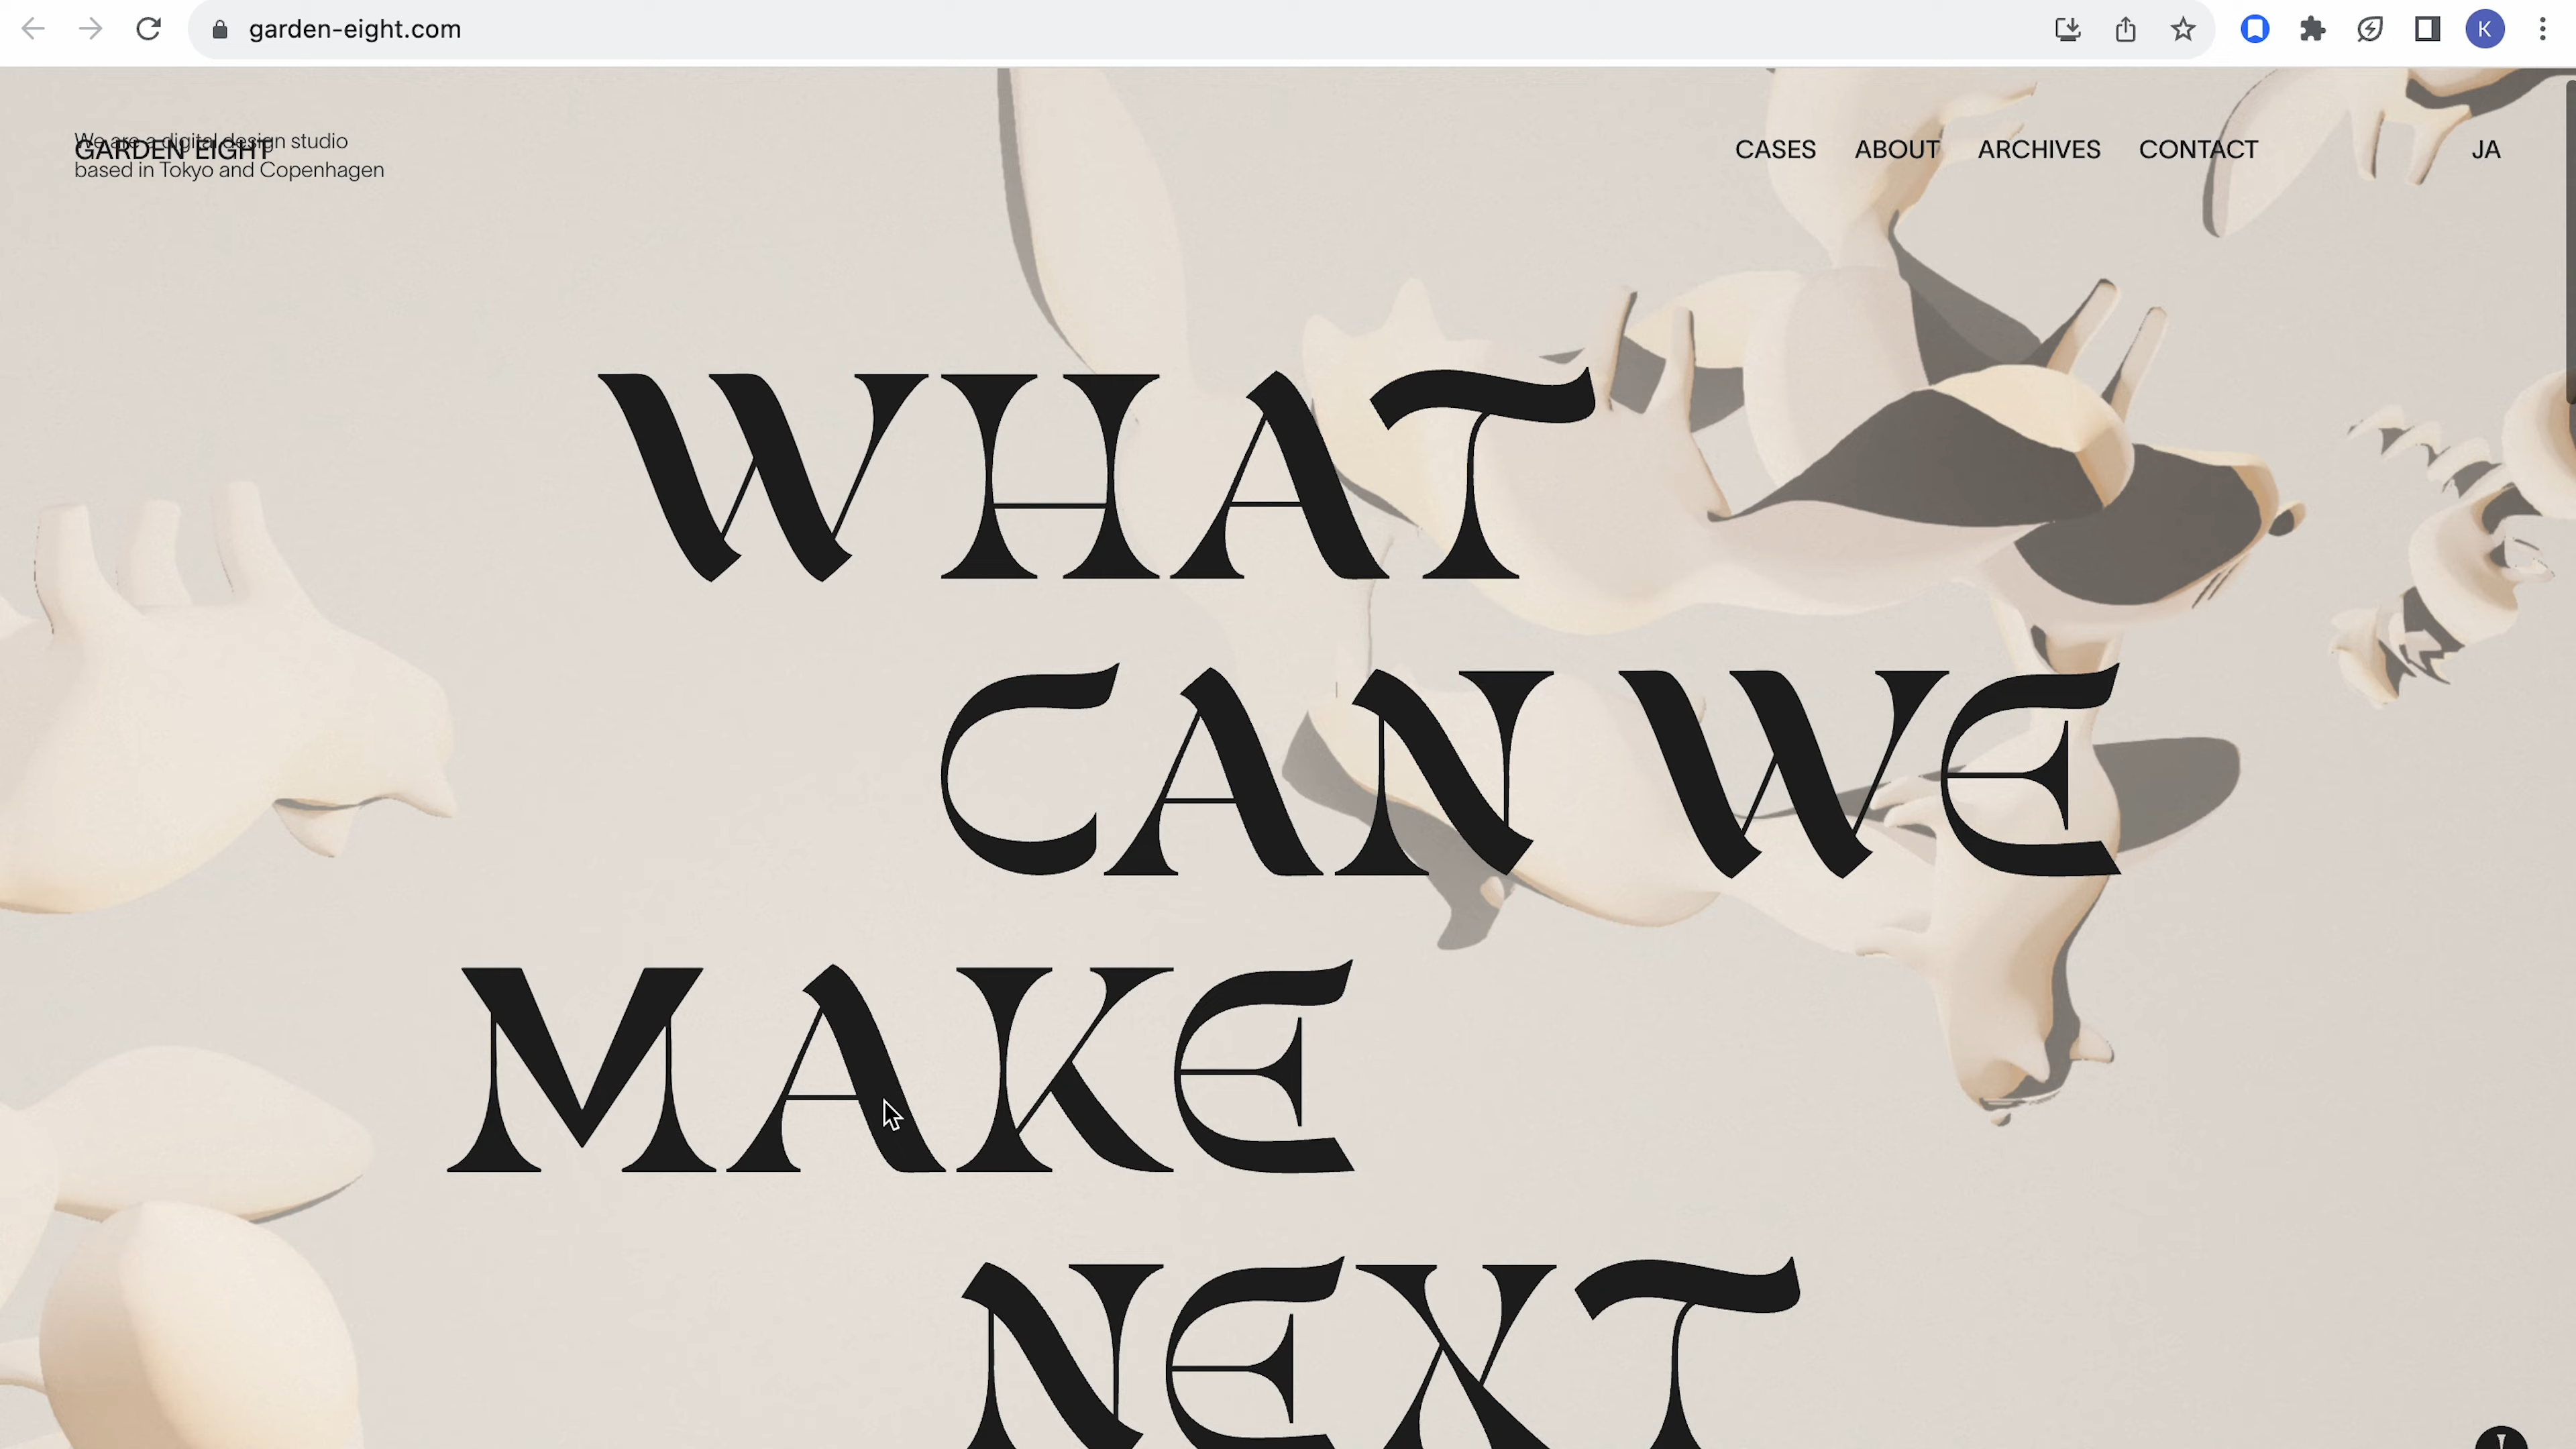 garden-eight.com
K
We are a digital design studio
GARDEN EIGHT
based in Tokyo and Copenhagen
CASES ABOUT ARCHIVES CONTACT JA
WHAT
CAN WE
MAKE
NEXT